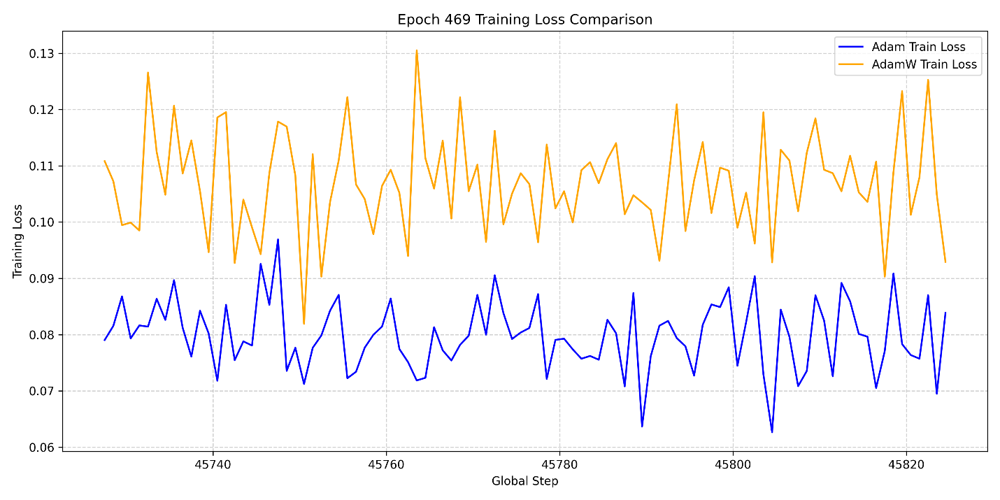 Epoch 469 Training Loss Comparison
Adam Train Loss
AdamW Train Loss
Training Loss
0.13
0.12
0.11
0.10
0.09
0.08
0.07
0.06
45740
45760
45780
45800
45820
Global Step